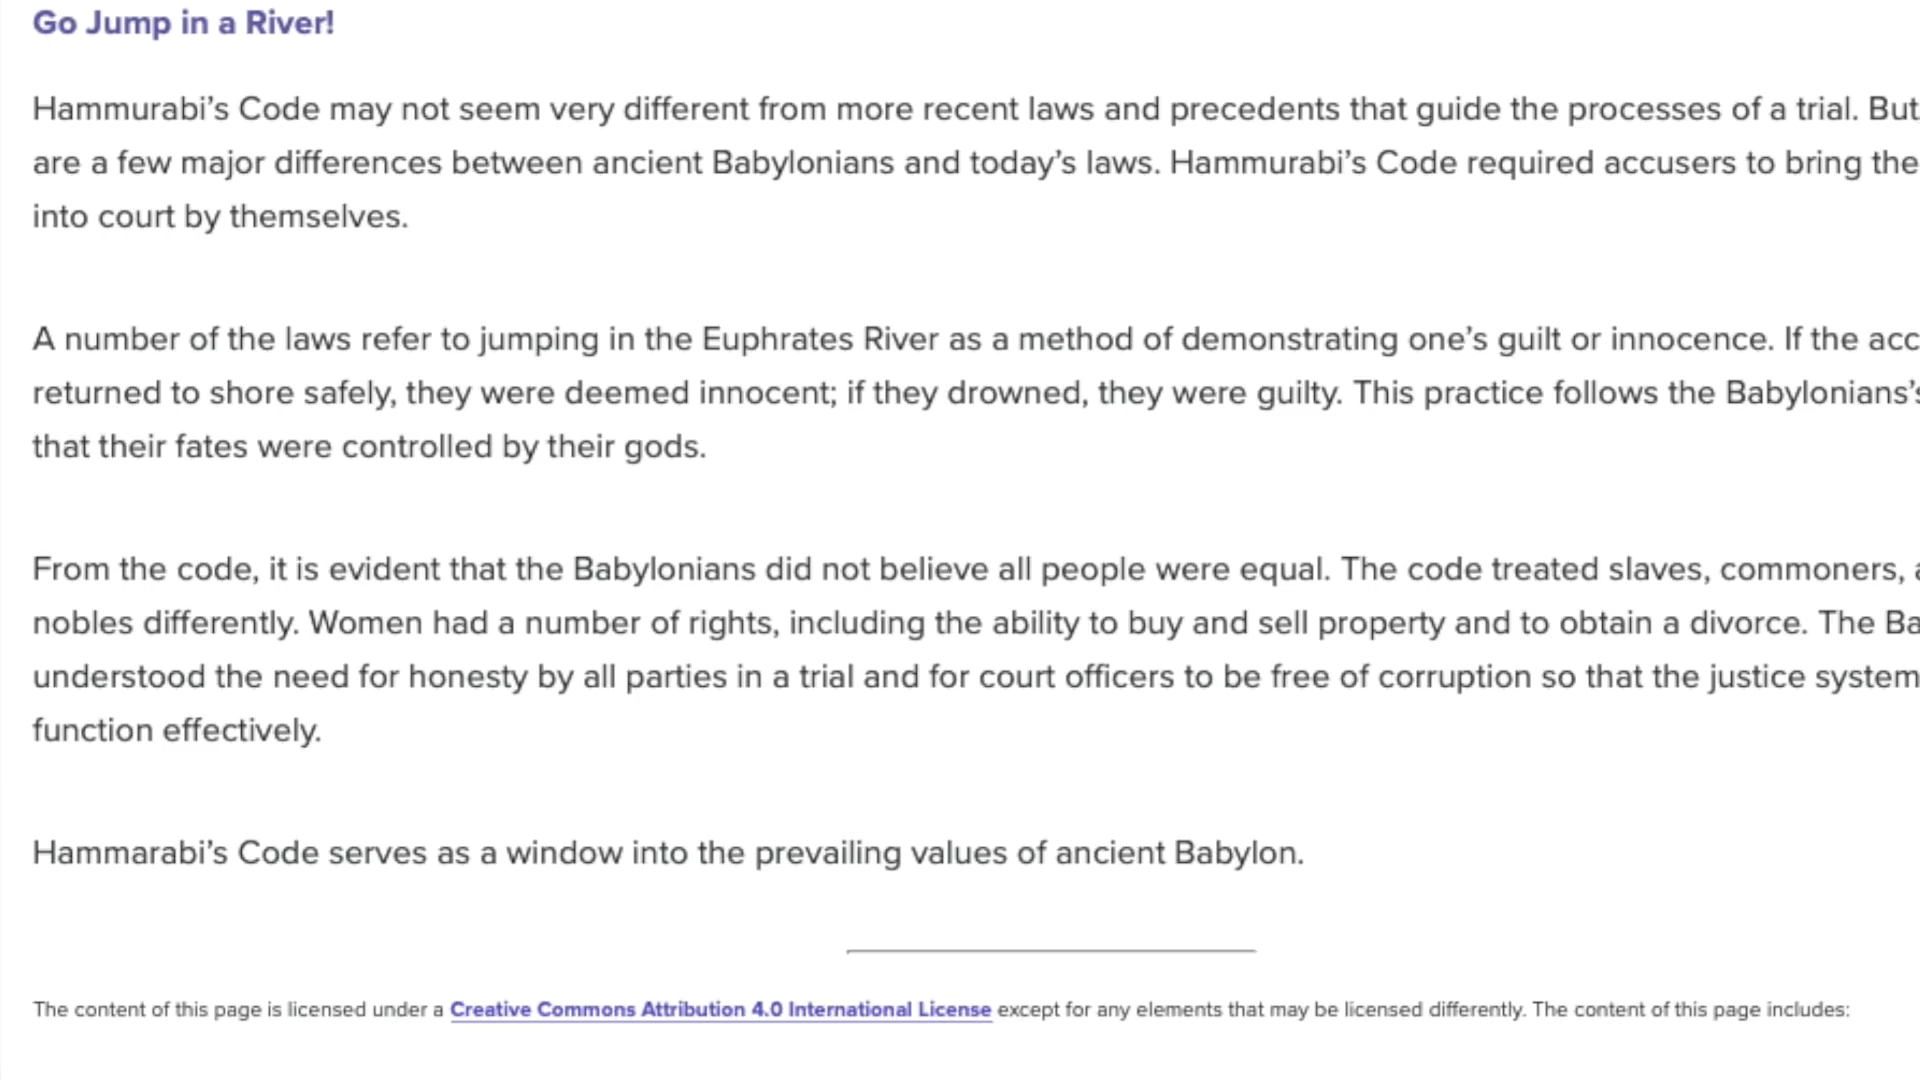 Go Jump in a River!
Hammurabi’s Code may not seem very different from more recent laws and precedents that guide the processes of a trial. But
are a few major differences between ancient Babylonians and today’s laws. Hammurabi’s Code required accusers to bring the
into court by themselves.
A number of the laws refer to jumping in the Euphrates River as a method of demonstrating one’s guilt or innocence. If the acc
returned to shore safely, they were deemed innocent; if they drowned, they were guilty. This practice follows the Babylonians’s
that their fates were controlled by their gods.
From the code, it is evident that the Babylonians did not believe all people were equal. The code treated slaves, commoners, a
nobles differently. Women had a number of rights, including the ability to buy and sell property and to obtain a divorce. The Ba
understood the need for honesty by all parties in a trial and for court officers to be free of corruption so that the justice system
function effectively.
Hammarabi’s Code serves as a window into the prevailing values of ancient Babylon.
The content of this page is licensed under a Creative Commons Attribution 4.0 International License except for any elements that may be licensed differently. The content of this page includes: